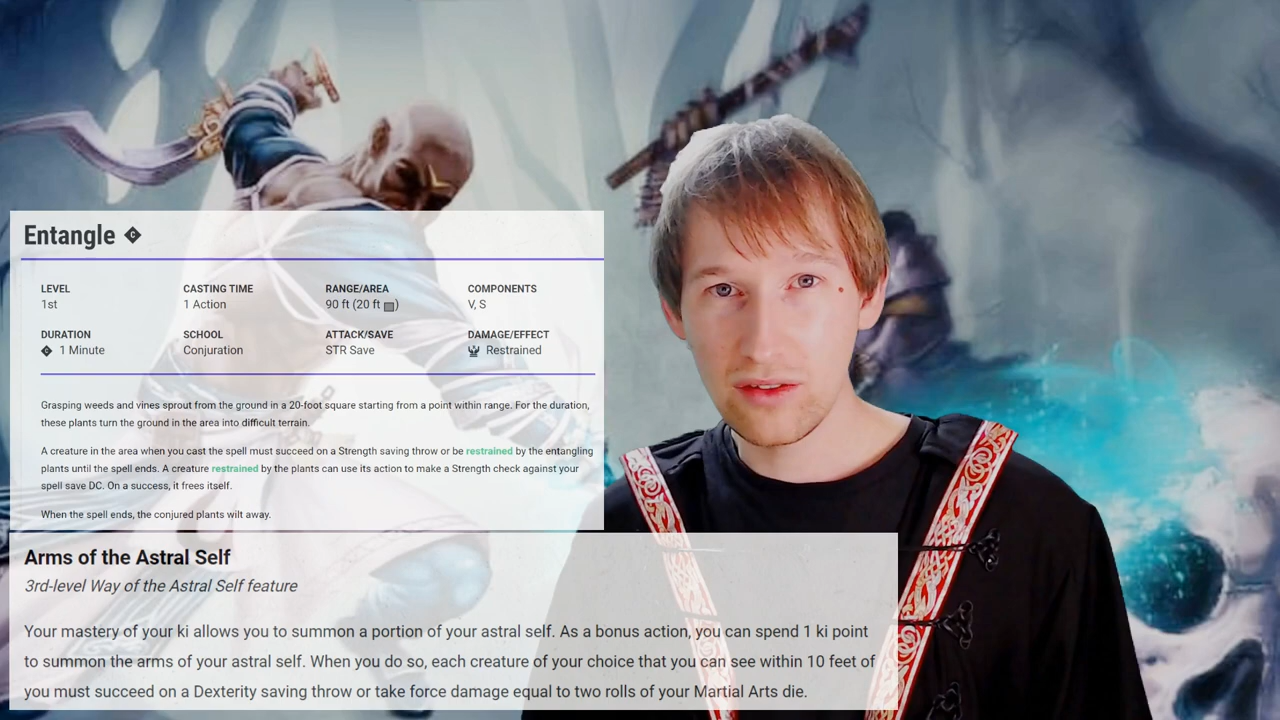 Entangle
LEVEL CASTING TIME RANGE/AREA COMPONENTS
1st 1 Action 90 ft (20 ft ) V, S
DURATION SCHOOL ATTACK/SAVE DAMAGE/EFFECT
1 Minute Conjuration STR Save Restrained
Grasping weeds and vines sprout from the ground in a 20-foot square starting from a point within range. For the duration,
these plants turn the ground in the area into difficult terrain.
A creature in the area when you cast the spell must succeed on a Strength saving throw or be restrained by the entangling
plants until the spell ends. A creature restrained by the plants can use its action to make a Strength check against your
spell save DC. On a success, it frees itself.
When the spell ends, the conjured plants wilt away.
Arms of the Astral Self
3rd-level Way of the Astral Self feature
Your mastery of your ki allows you to summon a portion of your astral self. As a bonus action, you can spend 1 ki point
to summon the arms of your astral self. When you do so, each creature of your choice that you can see within 10 feet of
you must succeed on a Dexterity saving throw or take force damage equal to two rolls of your Martial Arts die.